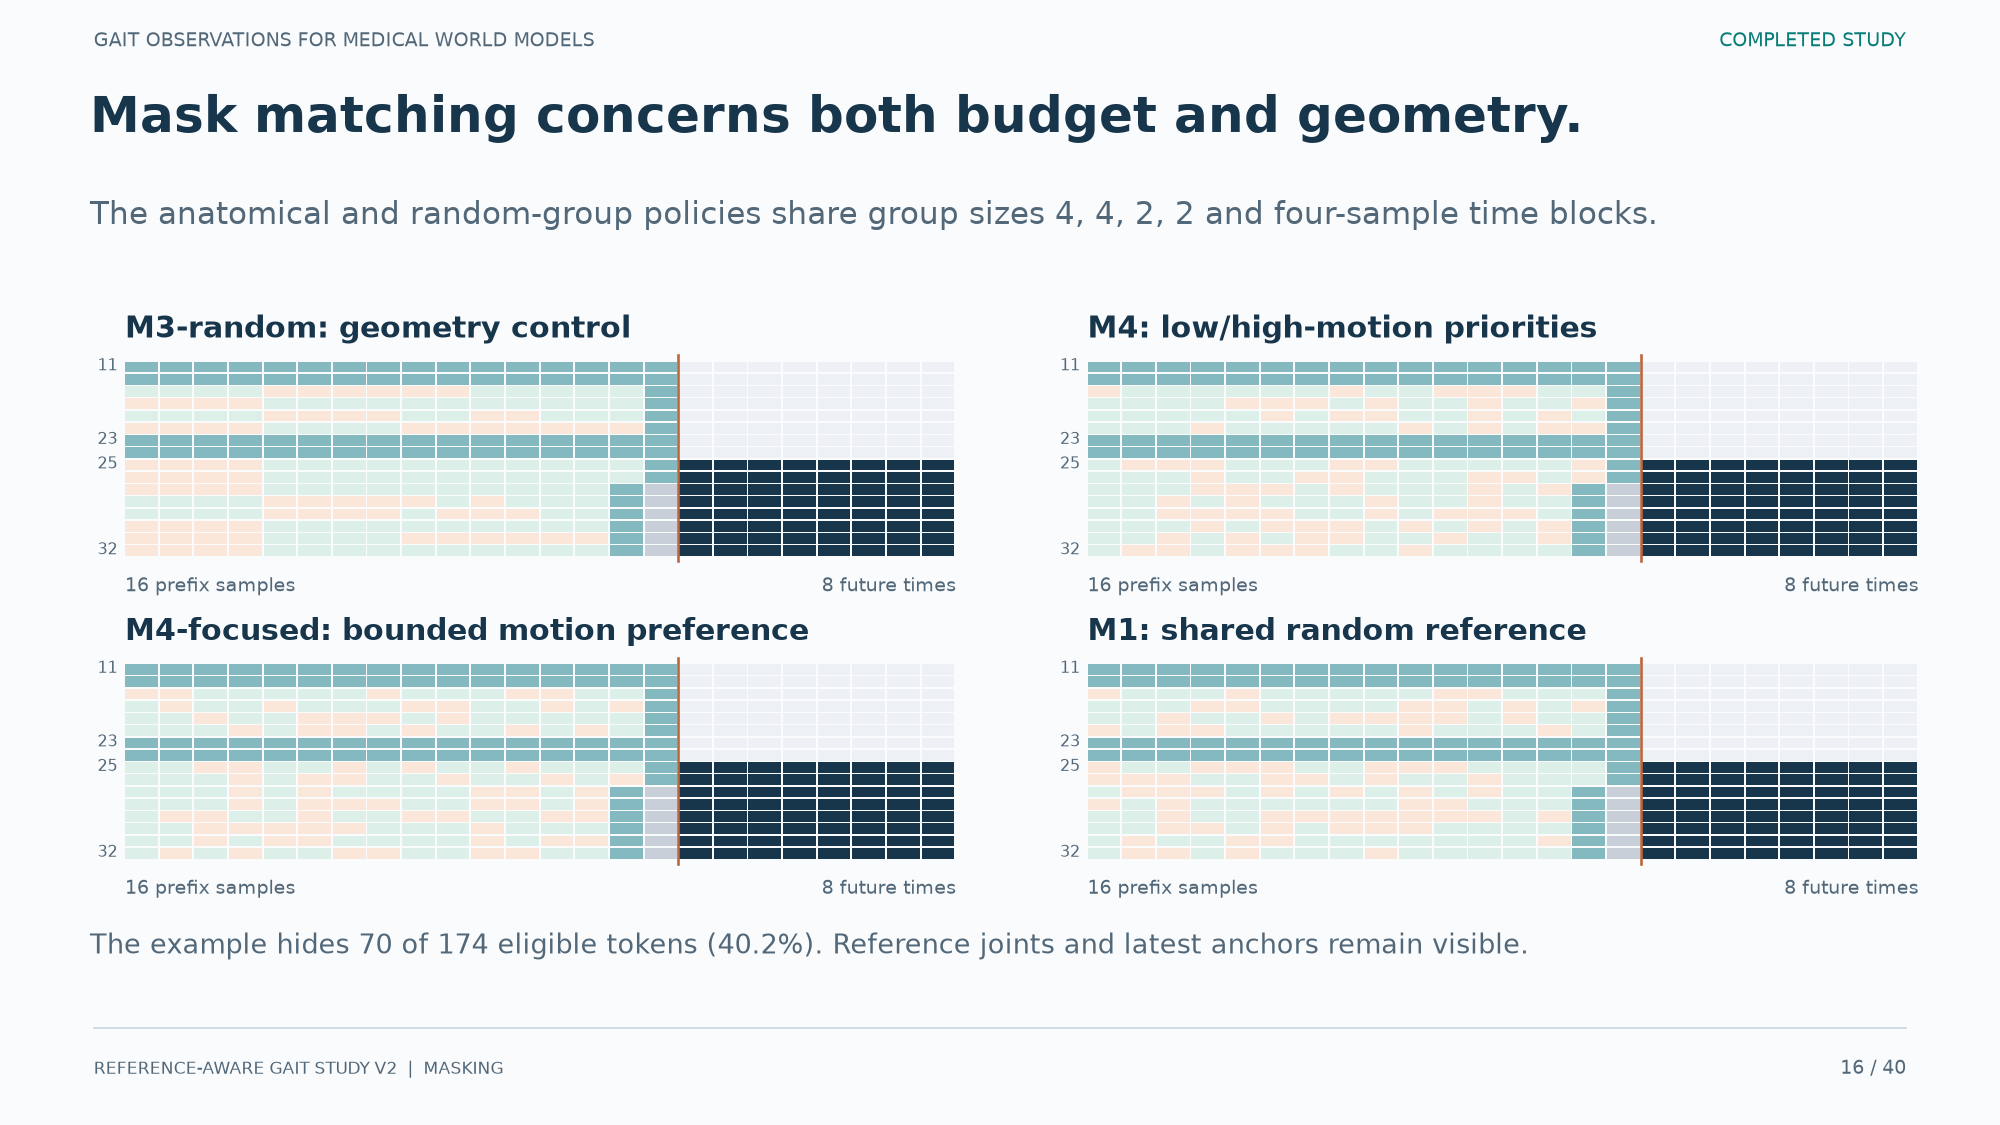 GAIT OBSERVATIONS FOR MEDICAL WORLD MODELS
COMPLETED STUDY
Mask matching concerns both budget and geometry.
The anatomical and random-group policies share group sizes 4, 4, 2, 2 and four-sample time blocks.
M3-random: geometry control
11
23
25
32
16 prefix samples
8 future times
M4: low/high-motion priorities
11
23
25
32
16 prefix samples
8 future times
M4-focused: bounded motion preference
11
23
25
32
16 prefix samples
8 future times
M1: shared random reference
11
23
25
32
16 prefix samples
8 future times
The example hides 70 of 174 eligible tokens (40.2%). Reference joints and latest anchors remain visible.
REFERENCE-AWARE GAIT STUDY V2 | MASKING
16 / 40